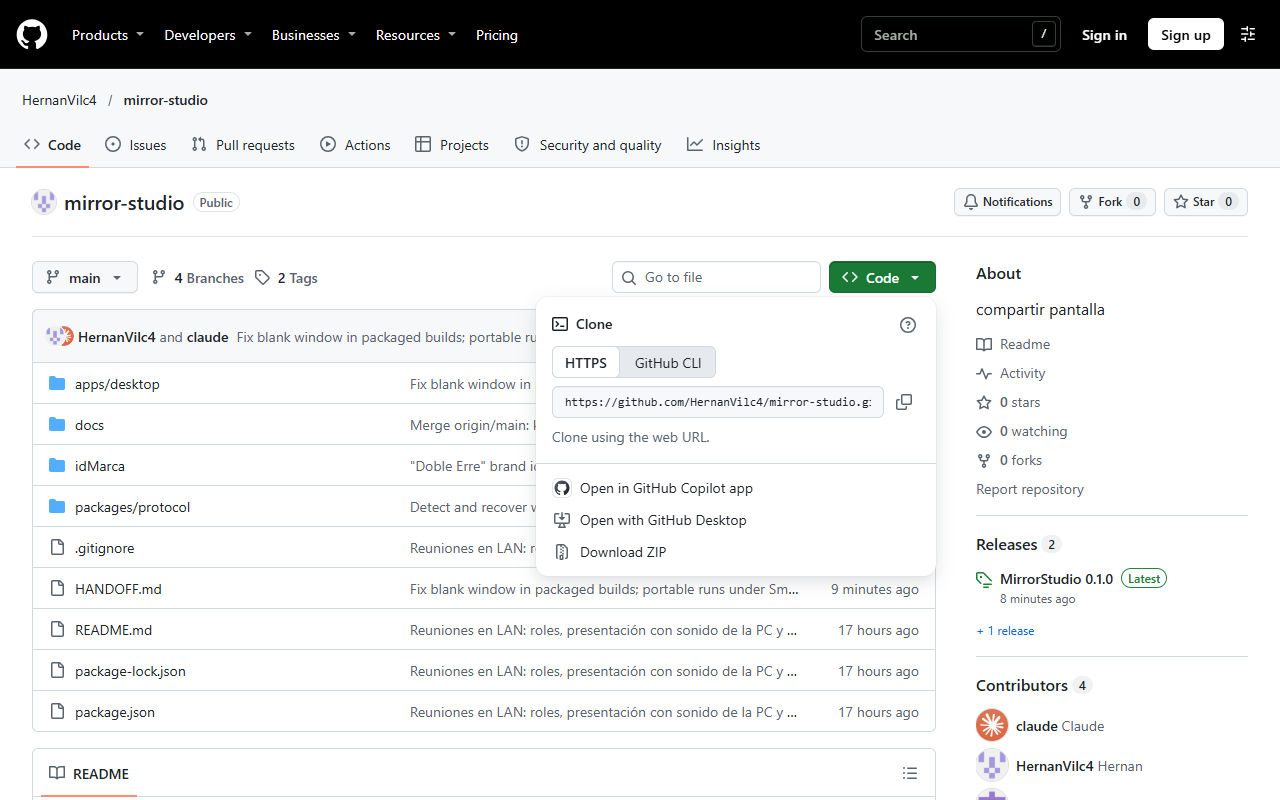 Products Developers Businesses Resources Pricing Search / Sign in Sign up
HernanVilc4 / mirror-studio
Code Issues Pull requests Actions Projects Security and quality Insights
mirror-studio Public Notifications Fork 0 Star 0
main 4 Branches 2 Tags Go to file Code
HernanVilc4 and claude Fix blank window in packaged builds; portable ru
apps/desktop Fix blank window in
docs Merge origin/main:
idMarca "Doble Erre" brand
packages/protocol Detect and recover
.gitignore Reuniones en LAN:
HANDOFF.md Fix blank window in packaged builds; portable runs under Sm... 9 minutes ago
README.md Reuniones en LAN: roles, presentación con sonido de la PC y ... 17 hours ago
package-lock.json Reuniones en LAN: roles, presentación con sonido de la PC y ... 17 hours ago
package.json Reuniones en LAN: roles, presentación con sonido de la PC y ... 17 hours ago
README
Clone
HTTPS GitHub CLI
https://github.com/HernanVilc4/mirror-studio.gi
Clone using the web URL.
Open in GitHub Copilot app
Open with GitHub Desktop
Download ZIP
About
compartir pantalla
Readme
Activity
0 stars
0 watching
0 forks
Report repository
Releases 2
MirrorStudio 0.1.0 Latest
8 minutes ago
+ 1 release
Contributors 4
claude Claude
HernanVilc4 Hernan